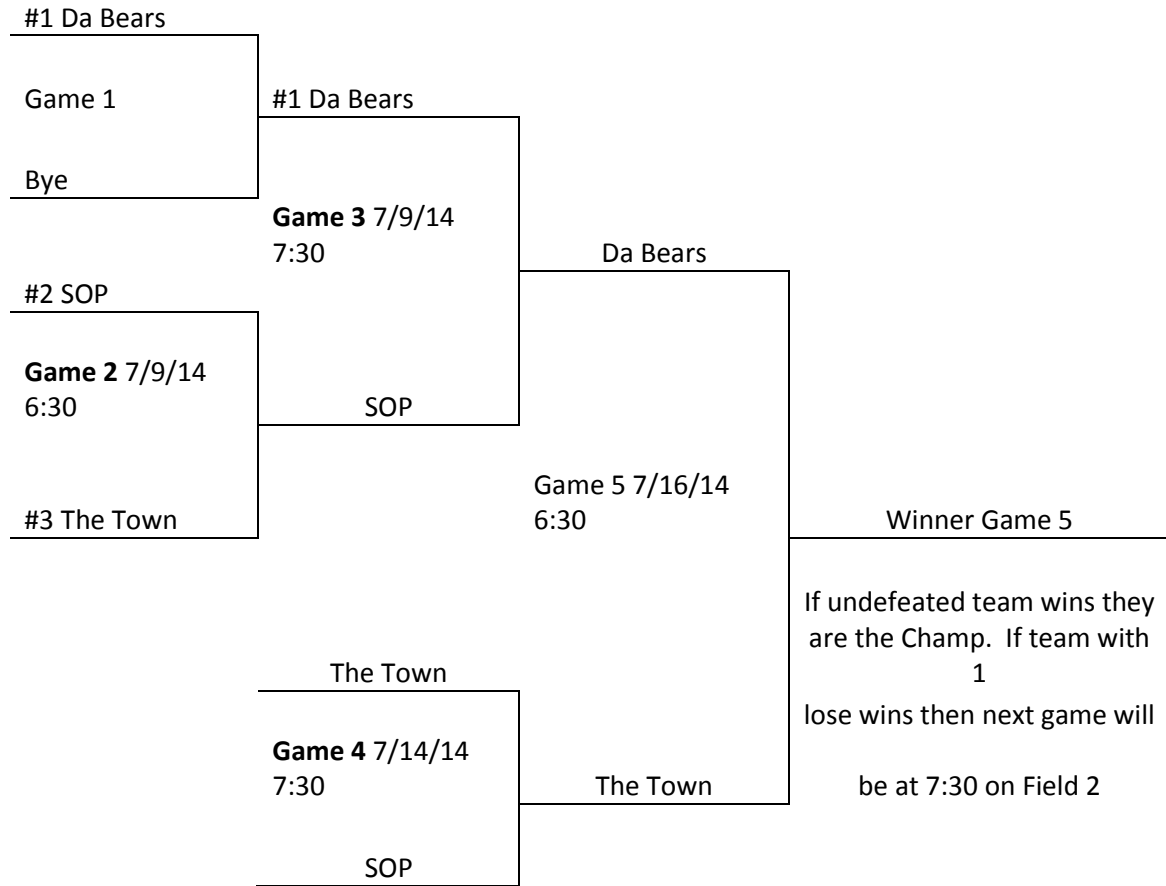 #1 Da Bears
Game 1
#1 Da Bears
Bye
Game 3 7/9/14
7:30
Da Bears
#2 SOP
Game 2 7/9/14
6:30
SOP
Game 5 7/16/14
6:30
#3 The Town
Winner Game 5
If undefeated team wins they
are the Champ.  If team with
1
lose wins then next game will
be at 7:30 on Field 2
The Town
Game 4 7/14/14
7:30
The Town
SOP